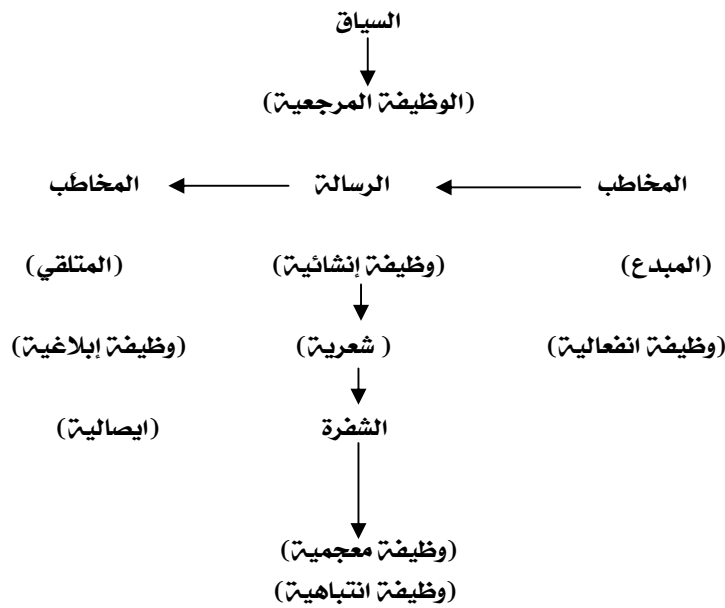 السياق
(الوظيفة المرجعية)
المخاطب الرسالة المخاطَب
(المبدع) (وظيفة إنشائية) (المتلقي)
(وظيفة انفعالية) ( شعرية) (وظيفة إبلاغية)
الشفرة (ايصالية)
(وظيفة معجمية)
(وظيفة انتباهية)